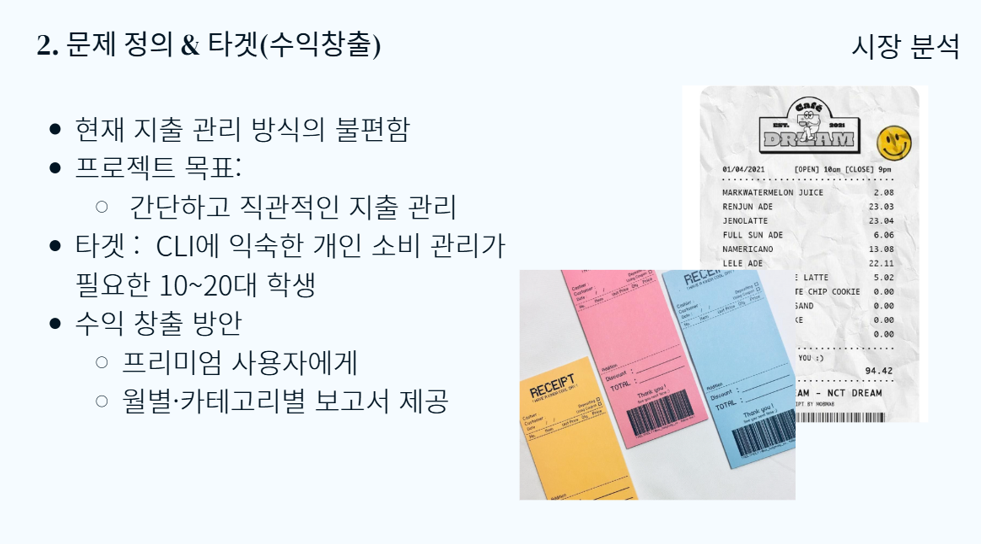 2. 문제 정의 & 타겟(수익창출)
시장 분석
• 현재 지출 관리 방식의 불편함
• 프로젝트 목표:
○ 간단하고 직관적인 지출 관리
• 타겟 : CLI에 익숙한 개인 소비 관리가
필요한 10~20대 학생
• 수익 창출 방안
○ 프리미엄 사용자에게
○ 월별·카테고리별 보고서 제공
Café
EST. 2021
DREAM
01/04/2021 [OPEN] 10am [CLOSE] 9pm
MARKWATERMELON JUICE 2.08
RENJUN ADE 23.03
JENOLATTE 23.04
FULL SUN ADE 6.06
NAMERICANO 13.08
LELE ADE 22.11
E LATTE 5.02
TE CHIP COOKIE 0.00
SAND 0.00
KE 0.00
0.00
YOU :)
94.42
AM - NCT DREAM
RECEIPT
Discount :
TOTAL :
Thank you !
RECEIPT
Discount :
TOTAL :
Thank you !
RECEIPT